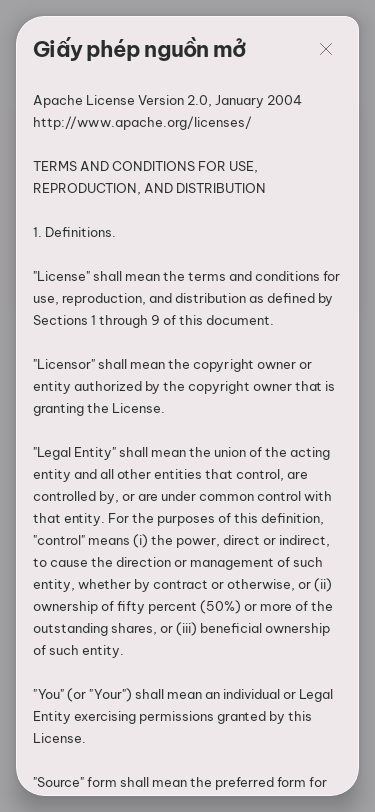 Giấy phép nguồn mở
Apache License Version 2.0, January 2004
http://www.apache.org/licenses/
TERMS AND CONDITIONS FOR USE,
REPRODUCTION, AND DISTRIBUTION
1. Definitions.
"License" shall mean the terms and conditions for
use, reproduction, and distribution as defined by
Sections 1 through 9 of this document.
"Licensor" shall mean the copyright owner or
entity authorized by the copyright owner that is
granting the License.
"Legal Entity" shall mean the union of the acting
entity and all other entities that control, are
controlled by, or are under common control with
that entity. For the purposes of this definition,
"control" means (i) the power, direct or indirect,
to cause the direction or management of such
entity, whether by contract or otherwise, or (ii)
ownership of fifty percent (50%) or more of the
outstanding shares, or (iii) beneficial ownership
of such entity.
"You" (or "Your") shall mean an individual or Legal
Entity exercising permissions granted by this
License.
"Source" form shall mean the preferred form for